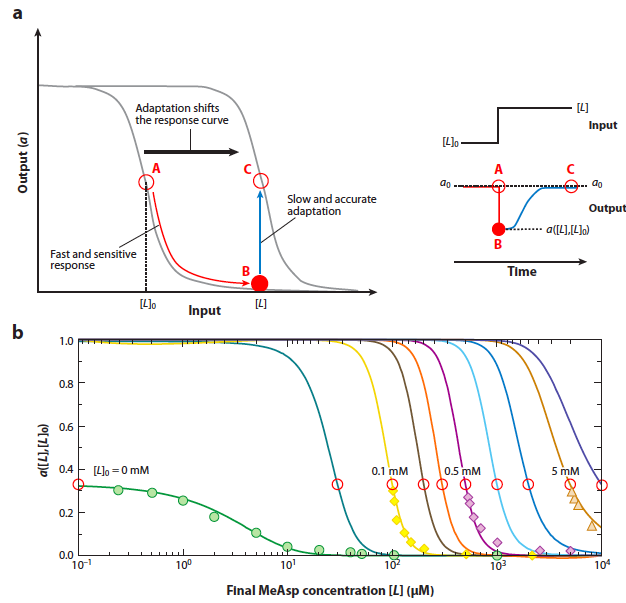 a
Output (a)
Adaptation shifts
the response curve
A
C
Fast and sensitive
response
Slow and accurate
adaptation
B
[L]₀
Input
[L]
[L]
[L]₀
Input
A
C
a₀
a₀
Output
a([L],[L]₀)
B
Time
b
a([L],[L]₀)
1.0
0.8
0.6
0.4
0.2
0.0
[L]₀ = 0 mM
0.1 mM
0.5 mM
5 mM
10⁻¹
10⁰
10¹
10²
10³
10⁴
Final MeAsp concentration [L] (μM)